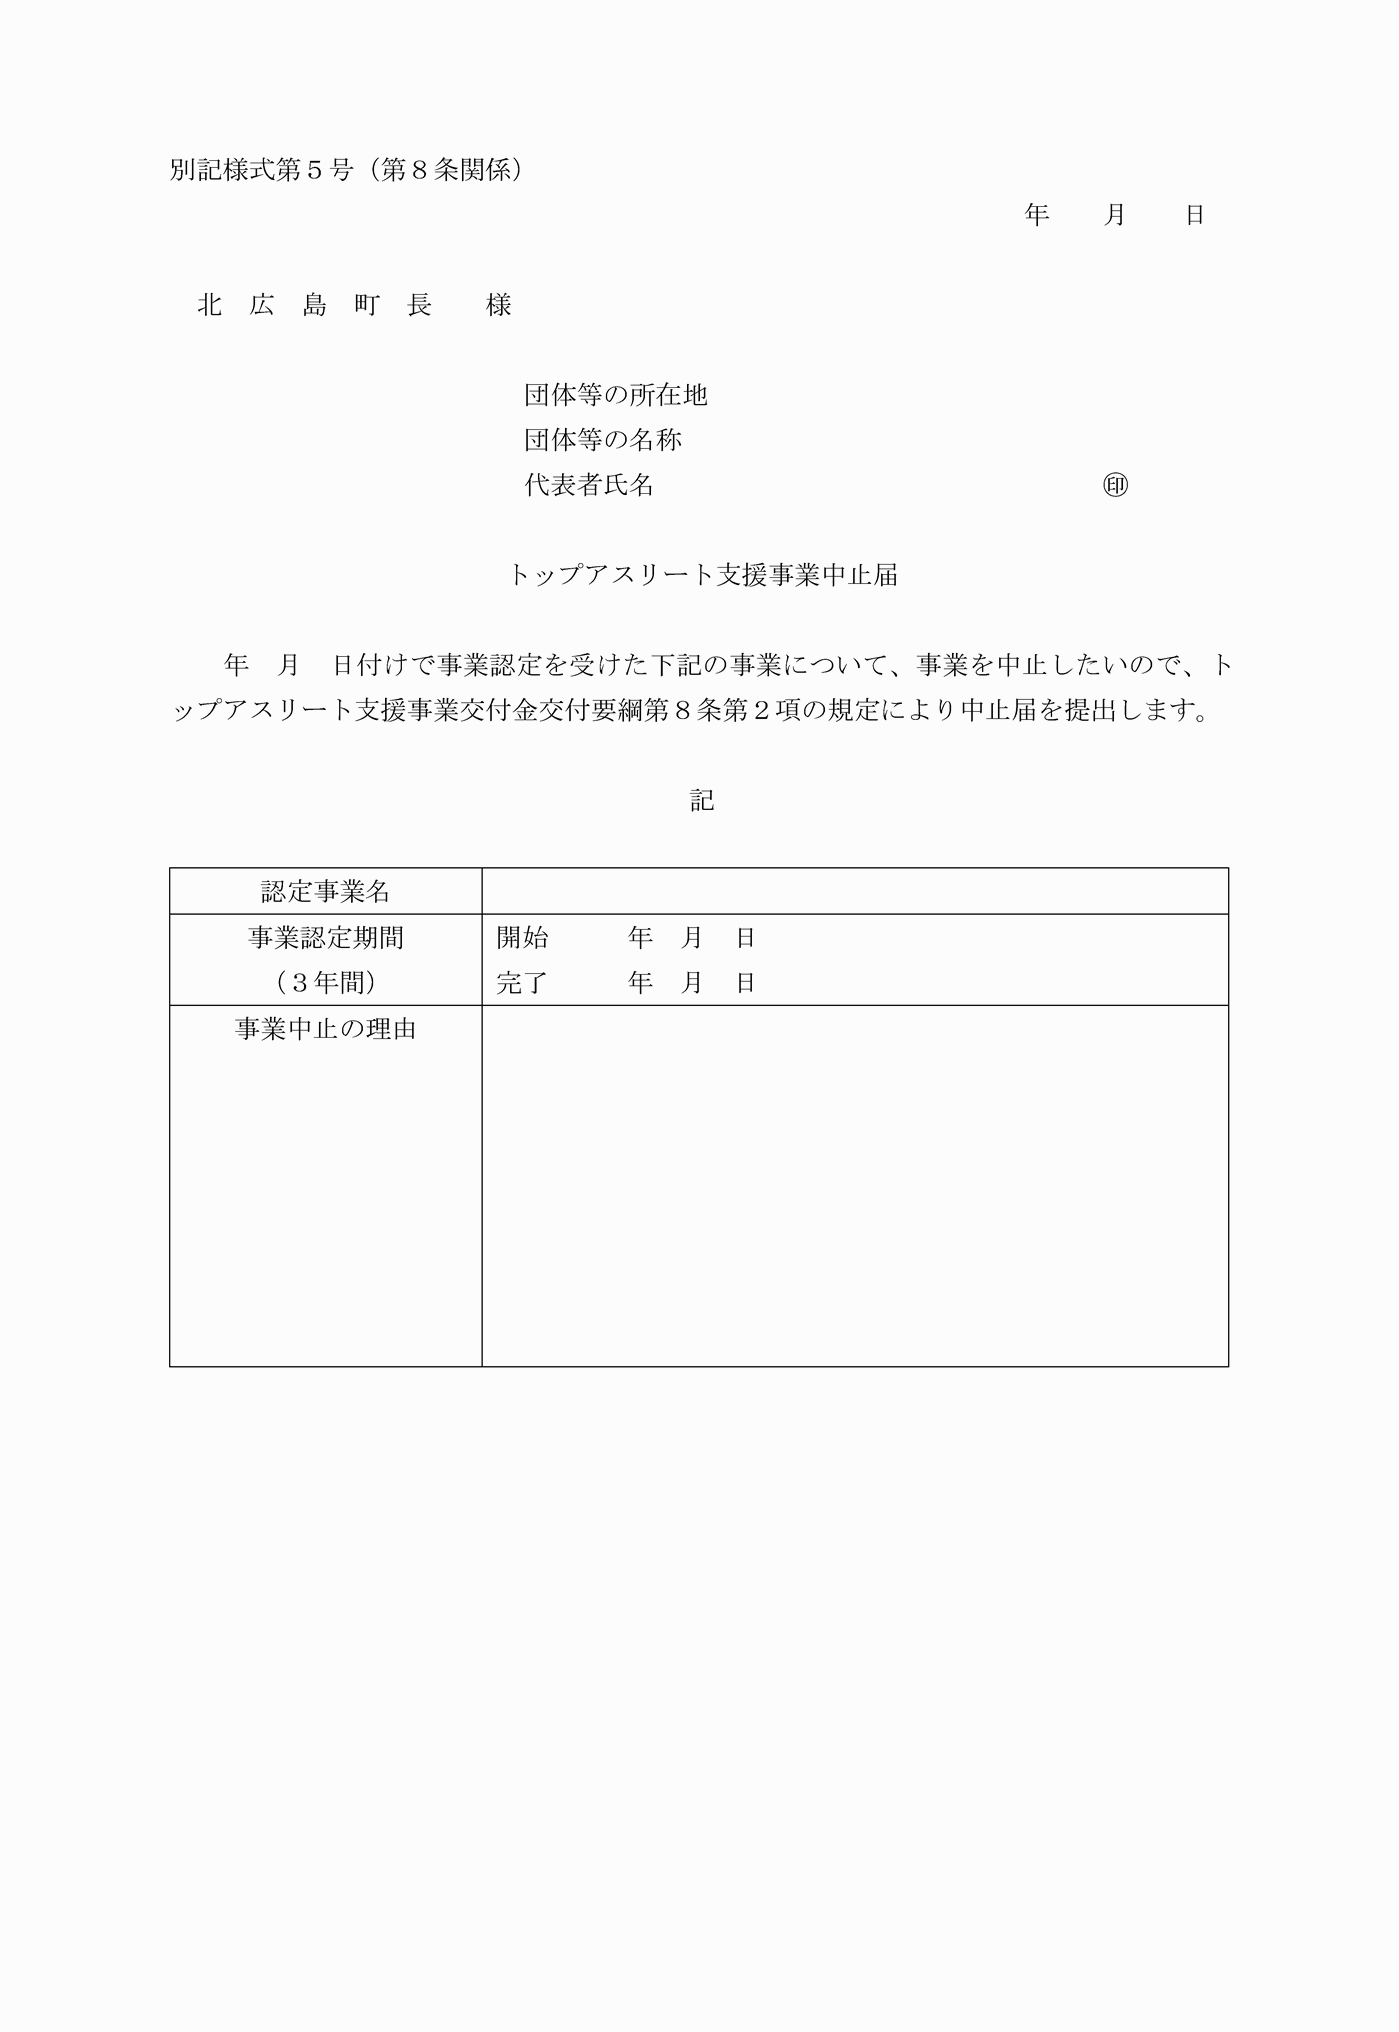 別記様式第５号（第８条関係）
年　　月　　日
北　広　島　町　長　　様
団体等の所在地
団体等の名称
代表者氏名　　　　　　　　　　　　　　　　　㊞
トップアスリート支援事業中止届
年　月　日付けで事業認定を受けた下記の事業について、事業を中止したいので、ト
ップアスリート支援事業交付金交付要綱第８条第２項の規定により中止届を提出します。
記
認定事業名
事業認定期間
（３年間）
開始　　　年　月　日
完了　　　年　月　日
事業中止の理由